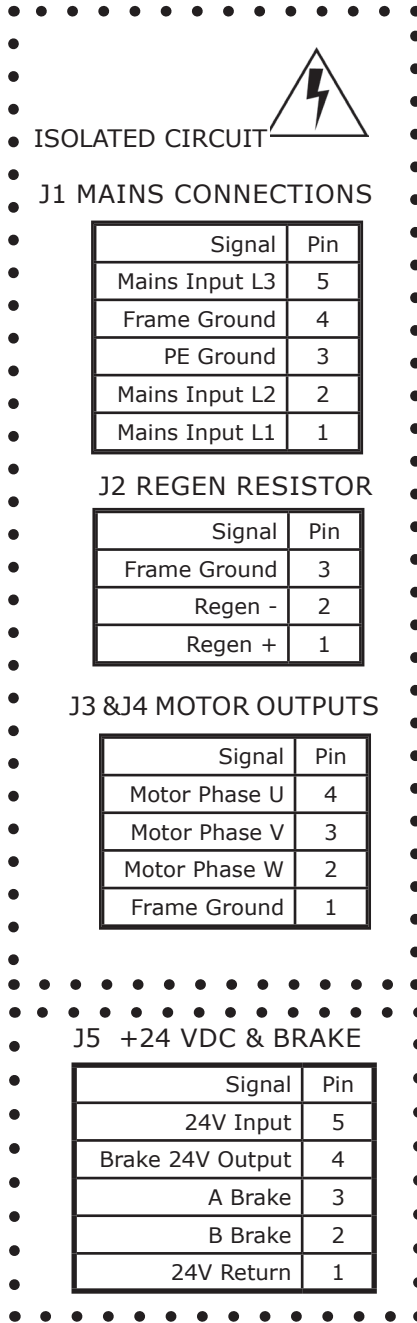 ISOLATED CIRCUIT
J1 MAINS CONNECTIONS
Signal Pin
Mains Input L3 5
Frame Ground 4
PE Ground 3
Mains Input L2 2
Mains Input L1 1
J2 REGEN RESISTOR
Signal Pin
Frame Ground 3
Regen - 2
Regen + 1
J3 &J4 MOTOR OUTPUTS
Signal Pin
Motor Phase U 4
Motor Phase V 3
Motor Phase W 2
Frame Ground 1
J5 +24 VDC & BRAKE
Signal Pin
24V Input 5
Brake 24V Output 4
A Brake 3
B Brake 2
24V Return 1